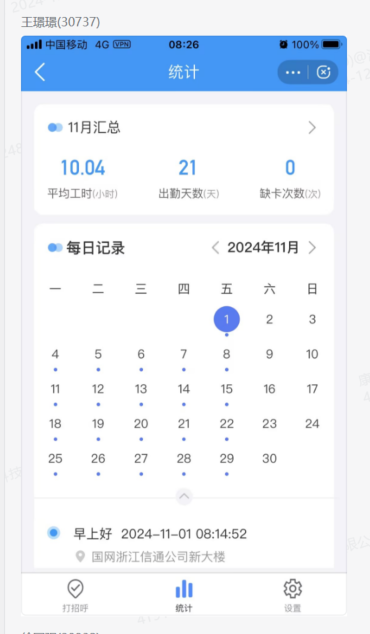 王璟璟(30737)
中国移动 4G VPN 08:26 100%
统计
11月汇总
10.04 21 0
平均工时(小时) 出勤天数(天) 缺卡次数(次)
每日记录 2024年11月
一 二 三 四 五 六 日
1 2 3
4 5 6 7 8 9 10
11 12 13 14 15 16 17
18 19 20 21 22 23 24
25 26 27 28 29 30
早上好 2024-11-01 08:14:52
国网浙江信通公司新大楼
打招呼 统计 设置